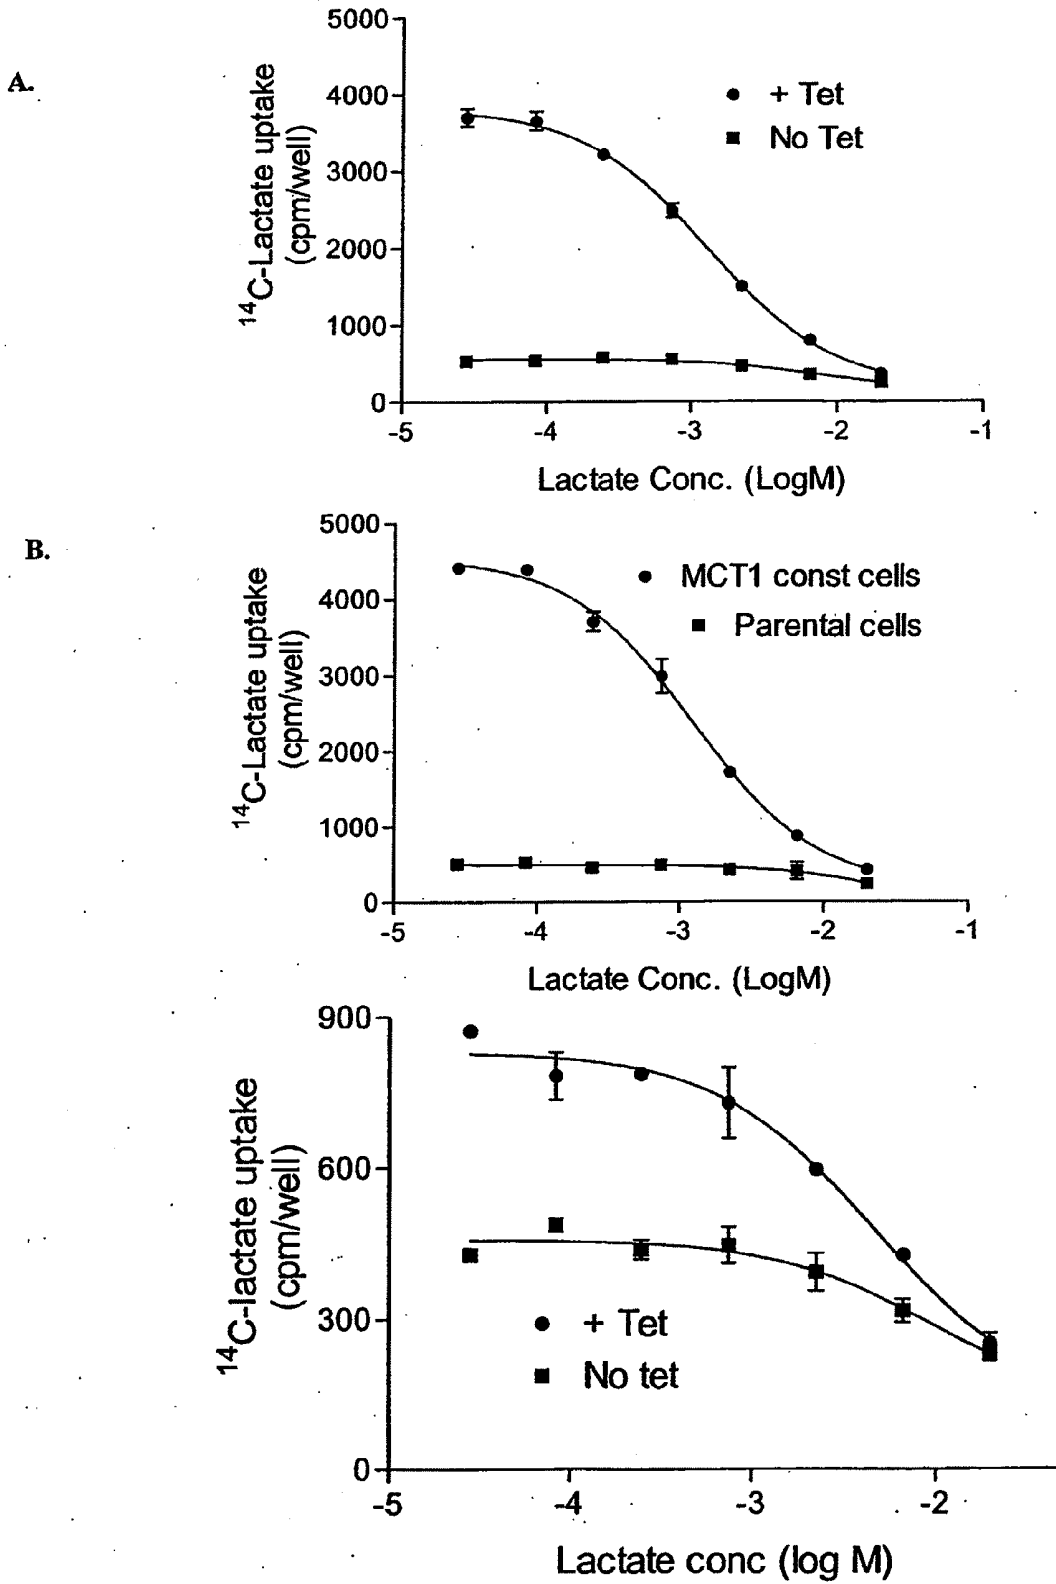 A.
5000
4000
3000
2000
1000
0
14C-Lactate uptake
(cpm/well)
+ Tet
No Tet
-5 -4 -3 -2 -1
Lactate Conc. (LogM)
B.
5000
4000
3000
2000
1000
0
14C-Lactate uptake
(cpm/well)
MCT1 const cells
Parental cells
-5 -4 -3 -2 -1
Lactate Conc. (LogM)
900
600
300
0
14C-lactate uptake
(cpm/well)
+ Tet
No tet
-5 -4 -3 -2
Lactate conc (log M)